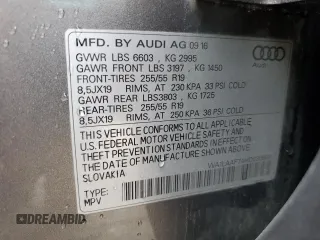 MFD. BY AUDI AG 09 16
GVWR LBS 6603 , KG 2995
GAWR FRONT LBS 3197 , KG 1450
FRONT-TIRES 255/55 R19
8,5JX19 RIMS, AT 230 KPA 33 PSI COLD
GAWR REAR LBS3803 , KG 1725
REAR-TIRES 255/55 R19
8,5JX19 RIMS, AT 250 KPA 36 PSI COLD
THIS VEHICLE CONFORMS TO ALL APPLICABLE
U.S. FEDERAL MOTOR VEHICLE SAFETY AND
THEFT PREVENTION STANDARDS IN EFFECT ON
THE DATE OF MANUFACTURE SHOWN ABOVE
SLOVAKIA
TYPE:
MPV
Audi
DREAMBID